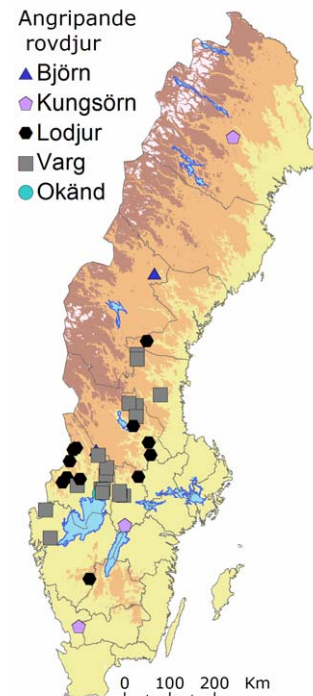 Angripande
rovdjur
Björn
Kungsörn
Lodjur
Varg
Okänd
0 100 200 Km